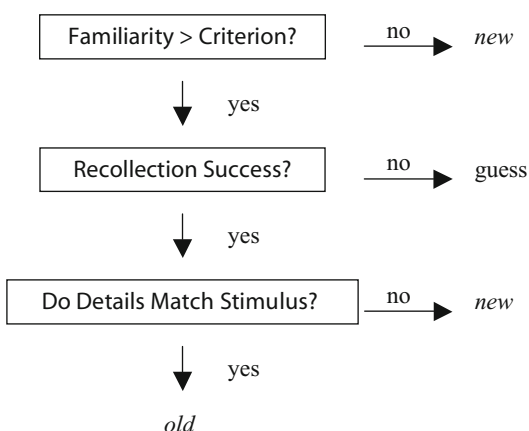 Familiarity > Criterion? no new
yes
Recollection Success? no guess
yes
Do Details Match Stimulus? no new
yes
old